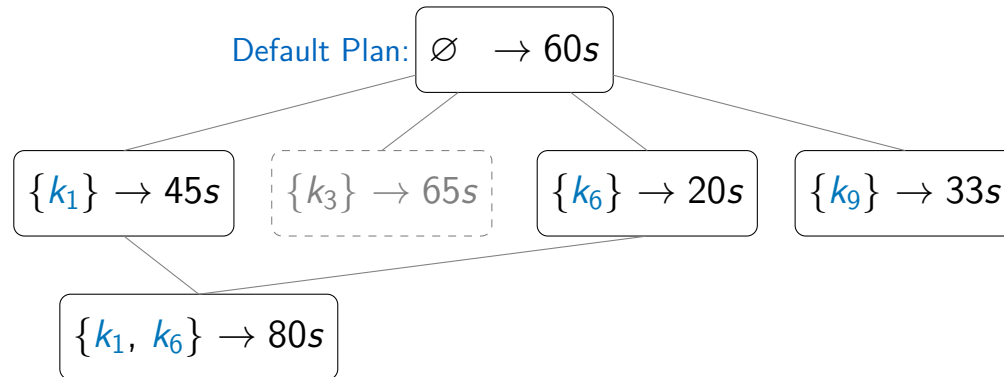 Default Plan: ∅ → 60s
{k₁} → 45s {k₃} → 65s {k₆} → 20s {k₉} → 33s
{k₁, k₆} → 80s